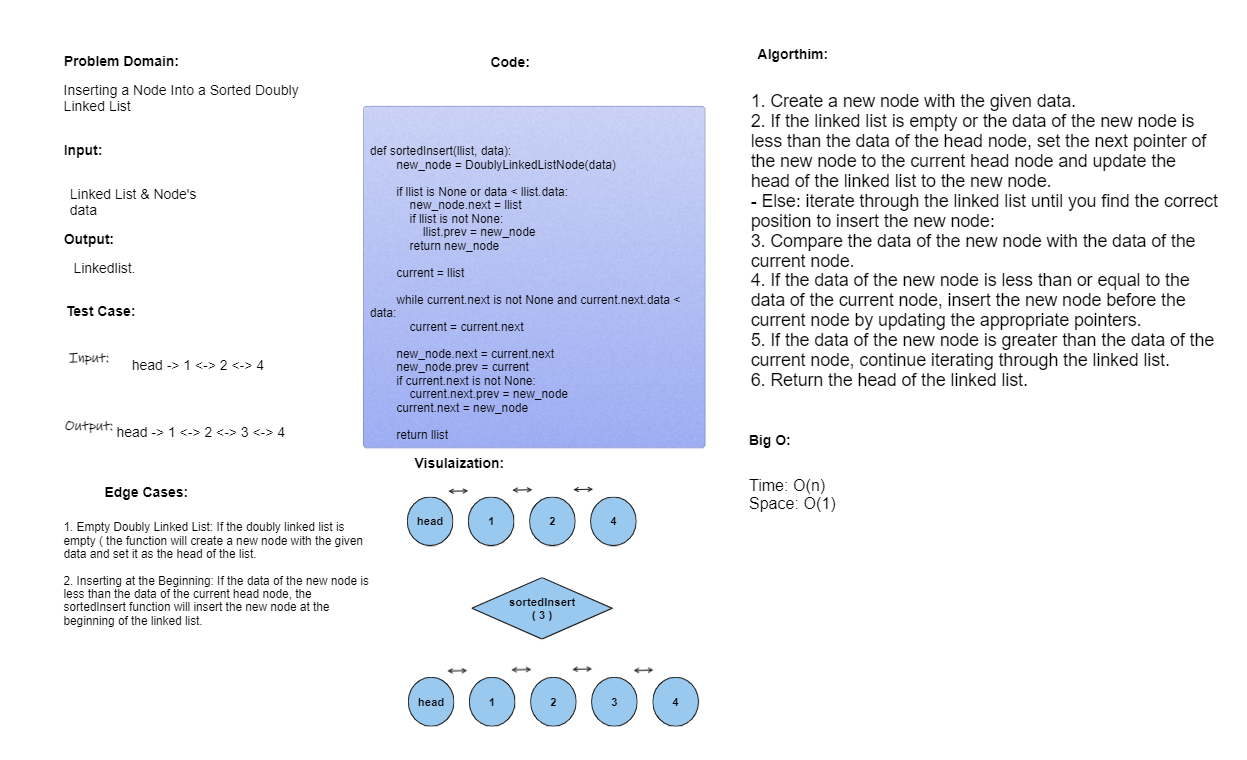 Problem Domain:
Inserting a Node Into a Sorted Doubly
Linked List
Input:
Linked List & Node's
data
Output:
Linkedlist.
Test Case:
Input:
head -> 1 <-> 2 <-> 4
Output:
head -> 1 <-> 2 <-> 3 <-> 4
Edge Cases:
1. Empty Doubly Linked List: If the doubly linked list is
empty ( the function will create a new node with the given
data and set it as the head of the list.
2. Inserting at the Beginning: If the data of the new node is
less than the data of the current head node, the
sortedInsert function will insert the new node at the
beginning of the linked list.
Code:
def sortedInsert(llist, data):
new_node = DoublyLinkedListNode(data)
if llist is None or data < llist.data:
new_node.next = llist
if llist is not None:
llist.prev = new_node
return new_node
current = llist
while current.next is not None and current.next.data <
data:
current = current.next
new_node.next = current.next
new_node.prev = current
if current.next is not None:
current.next.prev = new_node
current.next = new_node
return llist
Visulaization:
head 1 2 4
sortedInsert
( 3 )
head 1 2 3 4
Algorthim:
1. Create a new node with the given data.
2. If the linked list is empty or the data of the new node is
less than the data of the head node, set the next pointer of
the new node to the current head node and update the
head of the linked list to the new node.
- Else: iterate through the linked list until you find the correct
position to insert the new node:
3. Compare the data of the new node with the data of the
current node.
4. If the data of the new node is less than or equal to the
data of the current node, insert the new node before the
current node by updating the appropriate pointers.
5. If the data of the new node is greater than the data of the
current node, continue iterating through the linked list.
6. Return the head of the linked list.
Big O:
Time: O(n)
Space: O(1)